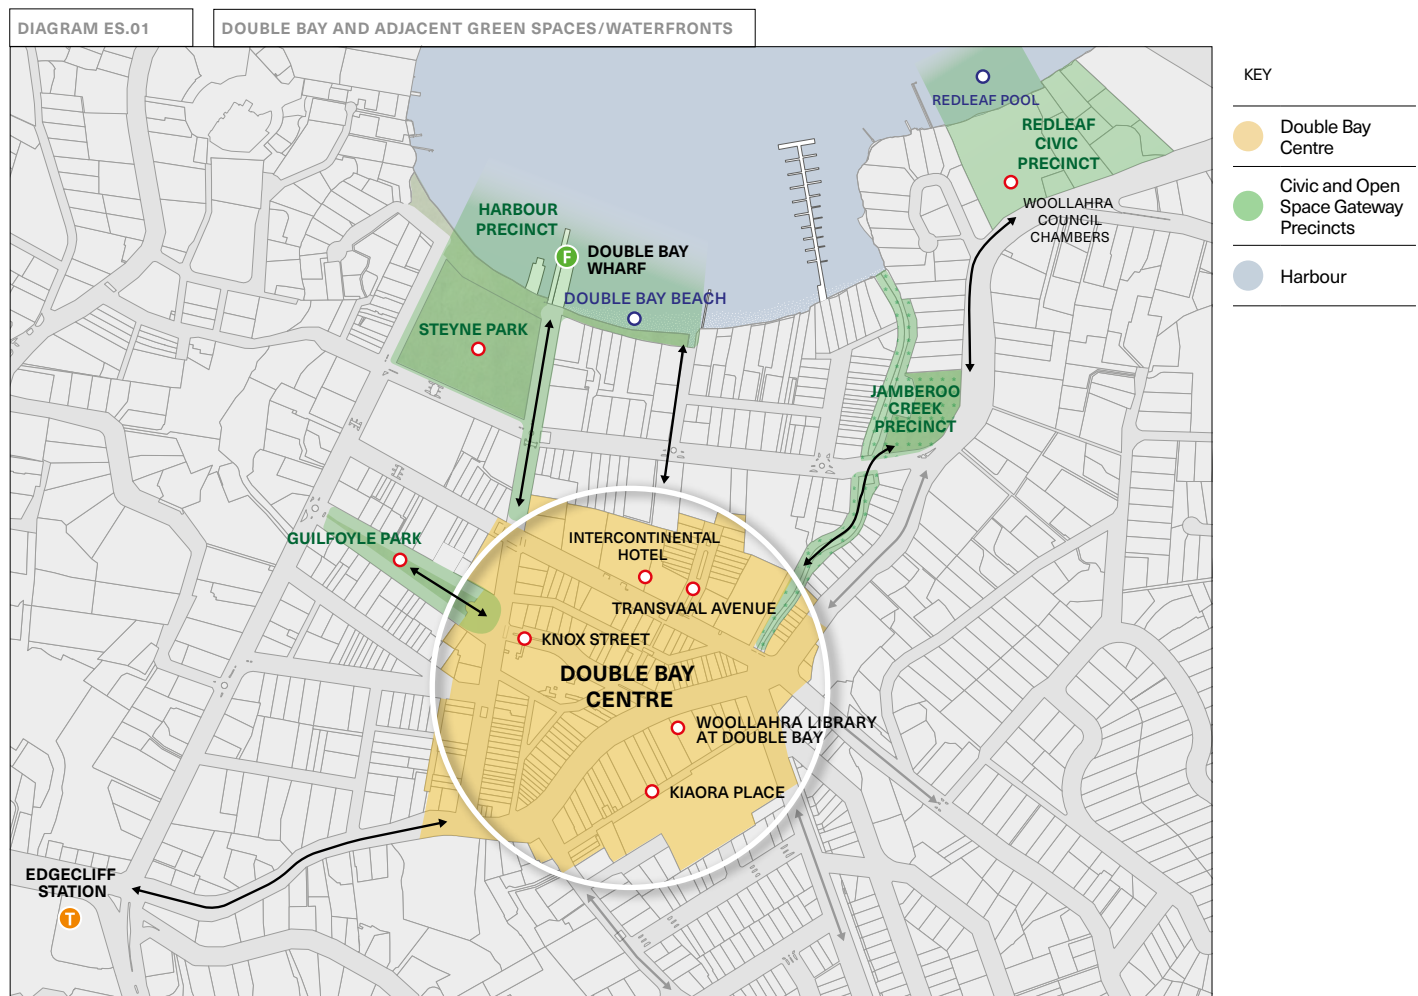 DIAGRAM ES.01
DOUBLE BAY AND ADJACENT GREEN SPACES/WATERFRONTS
KEY
Double Bay
Centre
Civic and Open
Space Gateway
Precincts
Harbour
REDLEAF POOL
REDLEAF
CIVIC
PRECINCT
WOOLLAHRA
COUNCIL
CHAMBERS
HARBOUR
PRECINCT
F
DOUBLE BAY
WHARF
DOUBLE BAY BEACH
STEYNE PARK
JAMBEROO
CREEK
PRECINCT
GUILFOYLE PARK
INTERCONTINENTAL
HOTEL
TRANSVAAL AVENUE
KNOX STREET
DOUBLE BAY
CENTRE
WOOLLAHRA LIBRARY
AT DOUBLE BAY
KIAORA PLACE
EDGECLIFF
STATION
T